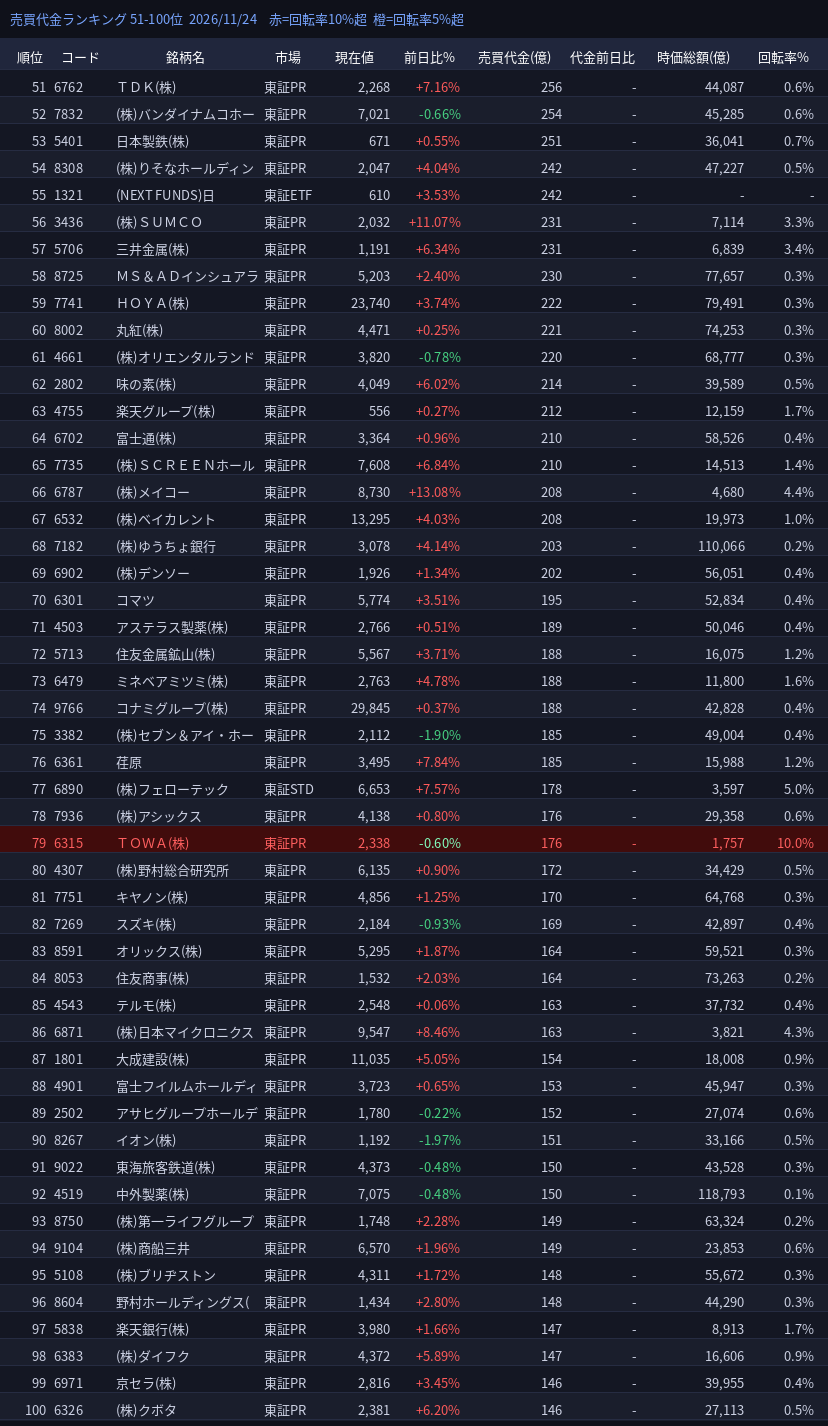 売買代金ランキング 51-100位 2026/11/24 赤=回転率10%超 橙=回転率5%超
順位 コード 銘柄名 市場 現在値 前日比% 売買代金(億) 代金前日比 時価総額(億) 回転率%
51 6762 ＴＤＫ(株) 東証PR 2,268 +7.16% 256 - 44,087 0.6%
52 7832 (株)バンダイナムコホー 東証PR 7,021 -0.66% 254 - 45,285 0.6%
53 5401 日本製鉄(株) 東証PR 671 +0.55% 251 - 36,041 0.7%
54 8308 (株)りそなホールディン 東証PR 2,047 +4.04% 242 - 47,227 0.5%
55 1321 (NEXT FUNDS)日 東証ETF 610 +3.53% 242 - - -
56 3436 (株)ＳＵＭＣＯ 東証PR 2,032 +11.07% 231 - 7,114 3.3%
57 5706 三井金属(株) 東証PR 1,191 +6.34% 231 - 6,839 3.4%
58 8725 ＭＳ＆ＡＤインシュアラ 東証PR 5,203 +2.40% 230 - 77,657 0.3%
59 7741 ＨＯＹＡ(株) 東証PR 23,740 +3.74% 222 - 79,491 0.3%
60 8002 丸紅(株) 東証PR 4,471 +0.25% 221 - 74,253 0.3%
61 4661 (株)オリエンタルランド 東証PR 3,820 -0.78% 220 - 68,777 0.3%
62 2802 味の素(株) 東証PR 4,049 +6.02% 214 - 39,589 0.5%
63 4755 楽天グループ(株) 東証PR 556 +0.27% 212 - 12,159 1.7%
64 6702 富士通(株) 東証PR 3,364 +0.96% 210 - 58,526 0.4%
65 7735 (株)ＳＣＲＥＥＮホール 東証PR 7,608 +6.84% 210 - 14,513 1.4%
66 6787 (株)メイコー 東証PR 8,730 +13.08% 208 - 4,680 4.4%
67 6532 (株)ベイカレント 東証PR 13,295 +4.03% 208 - 19,973 1.0%
68 7182 (株)ゆうちょ銀行 東証PR 3,078 +4.14% 203 - 110,066 0.2%
69 6902 (株)デンソー 東証PR 1,926 +1.34% 202 - 56,051 0.4%
70 6301 コマツ 東証PR 5,774 +3.51% 195 - 52,834 0.4%
71 4503 アステラス製薬(株) 東証PR 2,766 +0.51% 189 - 50,046 0.4%
72 5713 住友金属鉱山(株) 東証PR 5,567 +3.71% 188 - 16,075 1.2%
73 6479 ミネベアミツミ(株) 東証PR 2,763 +4.78% 188 - 11,800 1.6%
74 9766 コナミグループ(株) 東証PR 29,845 +0.37% 188 - 42,828 0.4%
75 3382 (株)セブン＆アイ・ホー 東証PR 2,112 -1.90% 185 - 49,004 0.4%
76 6361 荏原 東証PR 3,495 +7.84% 185 - 15,988 1.2%
77 6890 (株)フェローテック 東証STD 6,653 +7.57% 178 - 3,597 5.0%
78 7936 (株)アシックス 東証PR 4,138 +0.80% 176 - 29,358 0.6%
79 6315 ＴＯＷＡ(株) 東証PR 2,338 -0.60% 176 - 1,757 10.0%
80 4307 (株)野村総合研究所 東証PR 6,135 +0.90% 172 - 34,429 0.5%
81 7751 キヤノン(株) 東証PR 4,856 +1.25% 170 - 64,768 0.3%
82 7269 スズキ(株) 東証PR 2,184 -0.93% 169 - 42,897 0.4%
83 8591 オリックス(株) 東証PR 5,295 +1.87% 164 - 59,521 0.3%
84 8053 住友商事(株) 東証PR 1,532 +2.03% 164 - 73,263 0.2%
85 4543 テルモ(株) 東証PR 2,548 +0.06% 163 - 37,732 0.4%
86 6871 (株)日本マイクロニクス 東証PR 9,547 +8.46% 163 - 3,821 4.3%
87 1801 大成建設(株) 東証PR 11,035 +5.05% 154 - 18,008 0.9%
88 4901 富士フイルムホールディ 東証PR 3,723 +0.65% 153 - 45,947 0.3%
89 2502 アサヒグループホールデ 東証PR 1,780 -0.22% 152 - 27,074 0.6%
90 8267 イオン(株) 東証PR 1,192 -1.97% 151 - 33,166 0.5%
91 9022 東海旅客鉄道(株) 東証PR 4,373 -0.48% 150 - 43,528 0.3%
92 4519 中外製薬(株) 東証PR 7,075 -0.48% 150 - 118,793 0.1%
93 8750 (株)第一ライフグループ 東証PR 1,748 +2.28% 149 - 63,324 0.2%
94 9104 (株)商船三井 東証PR 6,570 +1.96% 149 - 23,853 0.6%
95 5108 (株)ブリヂストン 東証PR 4,311 +1.72% 148 - 55,672 0.3%
96 8604 野村ホールディングス( 東証PR 1,434 +2.80% 148 - 44,290 0.3%
97 5838 楽天銀行(株) 東証PR 3,980 +1.66% 147 - 8,913 1.7%
98 6383 (株)ダイフク 東証PR 4,372 +5.89% 147 - 16,606 0.9%
99 6971 京セラ(株) 東証PR 2,816 +3.45% 146 - 39,955 0.4%
100 6326 (株)クボタ 東証PR 2,381 +6.20% 146 - 27,113 0.5%